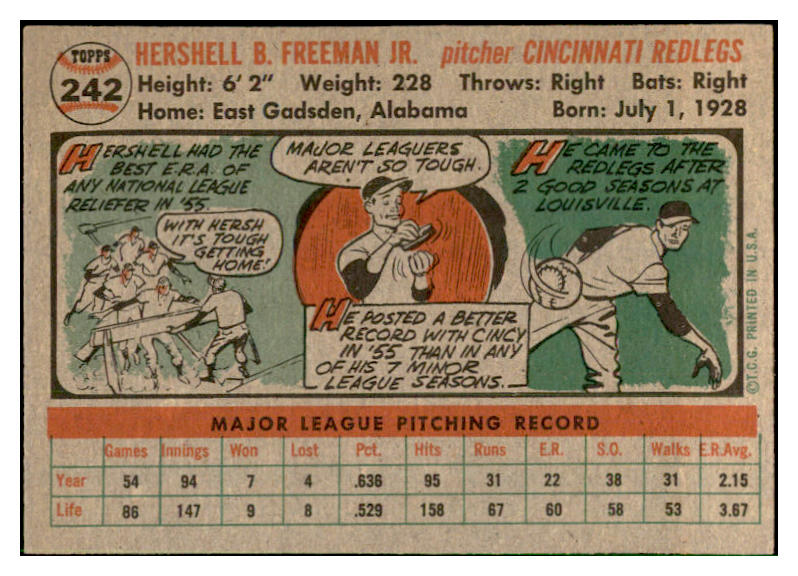 TOPPS
242
HERSHELL B. FREEMAN JR. pitcher CINCINNATI REDLEGS
Height: 6' 2" Weight: 228 Throws: Right Bats: Right
Home: East Gadsden, Alabama Born: July 1, 1928
HERSHELL HAD THE
BEST E.R.A. OF
ANY NATIONAL LEAGUE
RELIEFER IN '55.
WITH HERSH
IT'S TOUGH
GETTING
HOME!
MAJOR LEAGUERS
AREN'T SO TOUGH.
HE POSTED A BETTER
RECORD WITH CINCY
IN '55 THAN IN ANY
OF HIS 7 MINOR
LEAGUE SEASONS.
HE CAME TO THE
REDLEGS AFTER
2 GOOD SEASONS AT
LOUISVILLE.
©T.C.G. PRINTED IN U.S.A.
MAJOR LEAGUE PITCHING RECORD
Games Innings Won Lost Pct. Hits Runs E.R. S.O. Walks E.R.Avg.
Year 54 94 7 4 .636 95 31 22 38 31 2.15
Life 86 147 9 8 .529 158 67 60 58 53 3.67